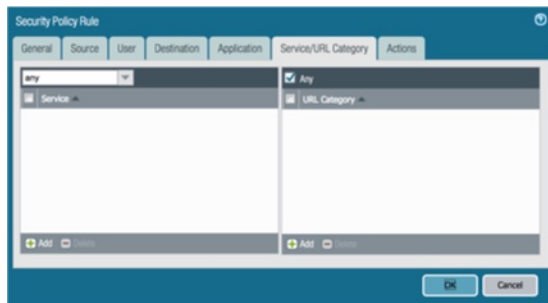 Security Policy Rule
General Source User Destination Application Service/URL Category Actions
any
Any
Service
URL Category
Add Delete
Add Delete
OK Cancel